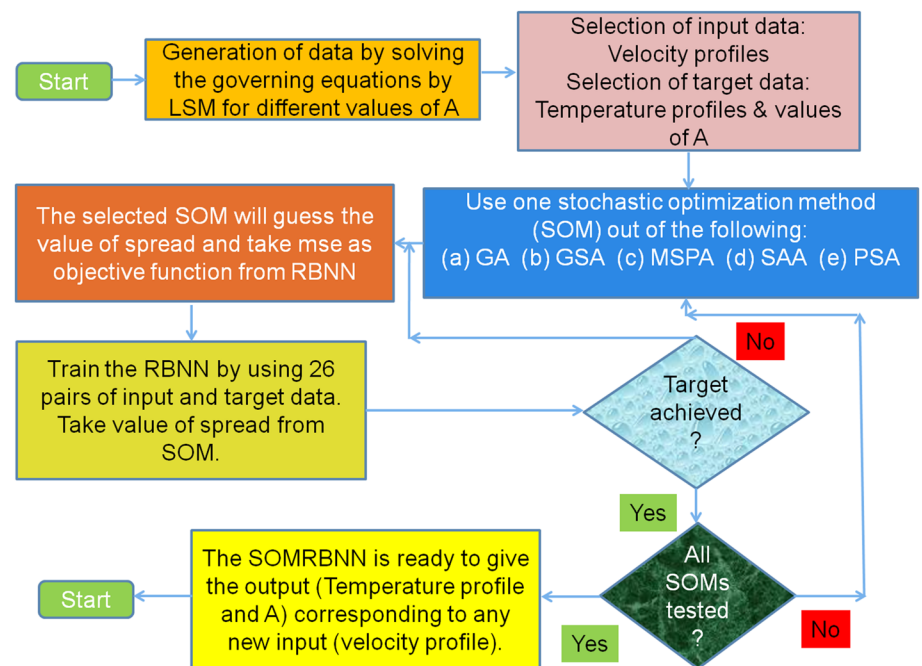 Start
Generation of data by solving
the governing equations by
LSM for different values of A
Selection of input data:
Velocity profiles
Selection of target data:
Temperature profiles & values
of A
Use one stochastic optimization method
(SOM) out of the following:
(a) GA (b) GSA (c) MSPA (d) SAA (e) PSA
The selected SOM will guess the
value of spread and take mse as
objective function from RBNN
Train the RBNN by using 26
pairs of input and target data.
Take value of spread from
SOM.
Target
achieved
?
No
Yes
All
SOMs
tested
?
No
Yes
The SOMRBNN is ready to give
the output (Temperature profile
and A) corresponding to any
new input (velocity profile).
Start